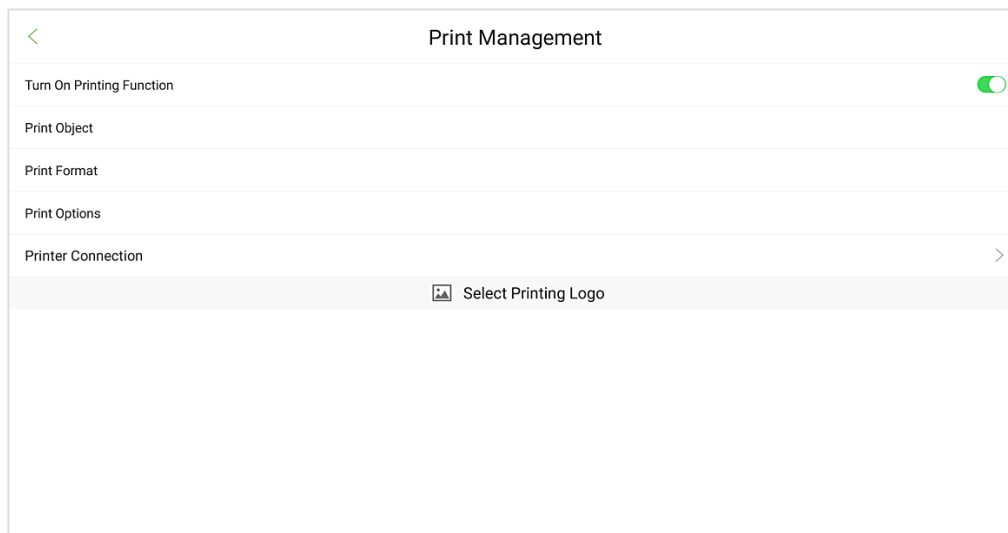 Print Management
Turn On Printing Function
Print Object
Print Format
Print Options
Printer Connection
Select Printing Logo